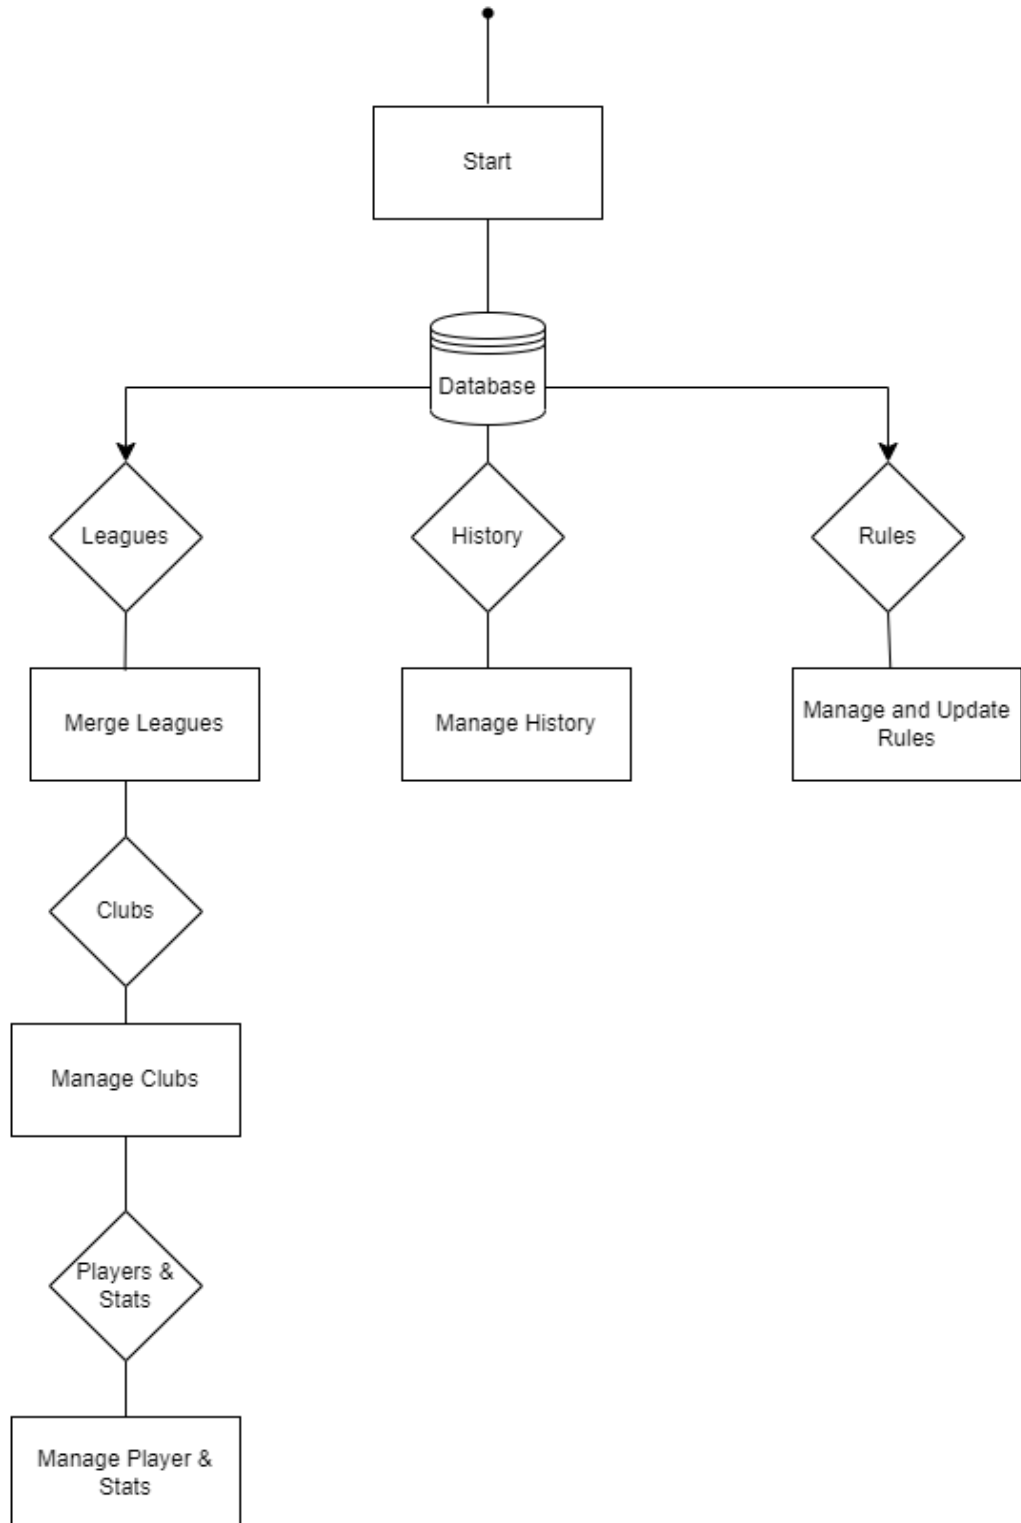 Start
Database
Leagues
History
Rules
Merge Leagues
Manage History
Manage and Update
Rules
Clubs
Manage Clubs
Players &
Stats
Manage Player &
Stats